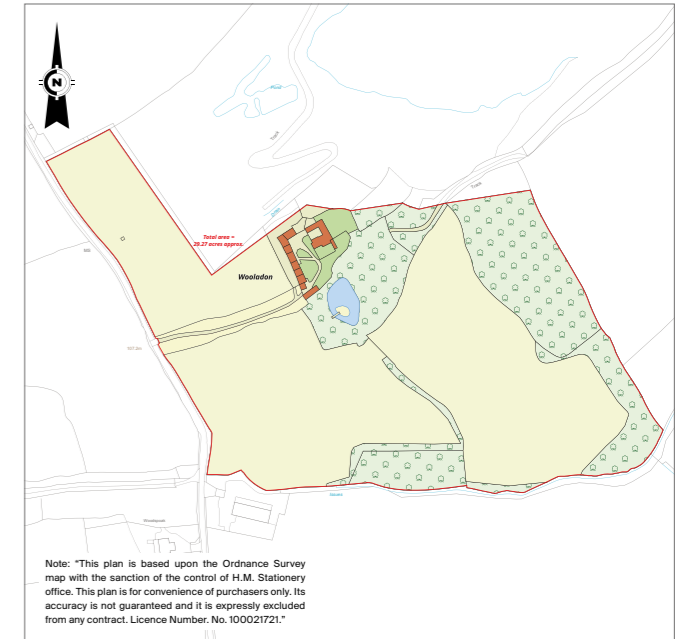 N
Pond
Track
Track
Total area =
29.27 acres approx.
Wooladon
Note: "This plan is based upon the Ordnance Survey
map with the sanction of the control of H.M. Stationery
office. This plan is for convenience of purchasers only. Its
accuracy is not guaranteed and it is expressly excluded
from any contract. Licence Number. No. 100021721."